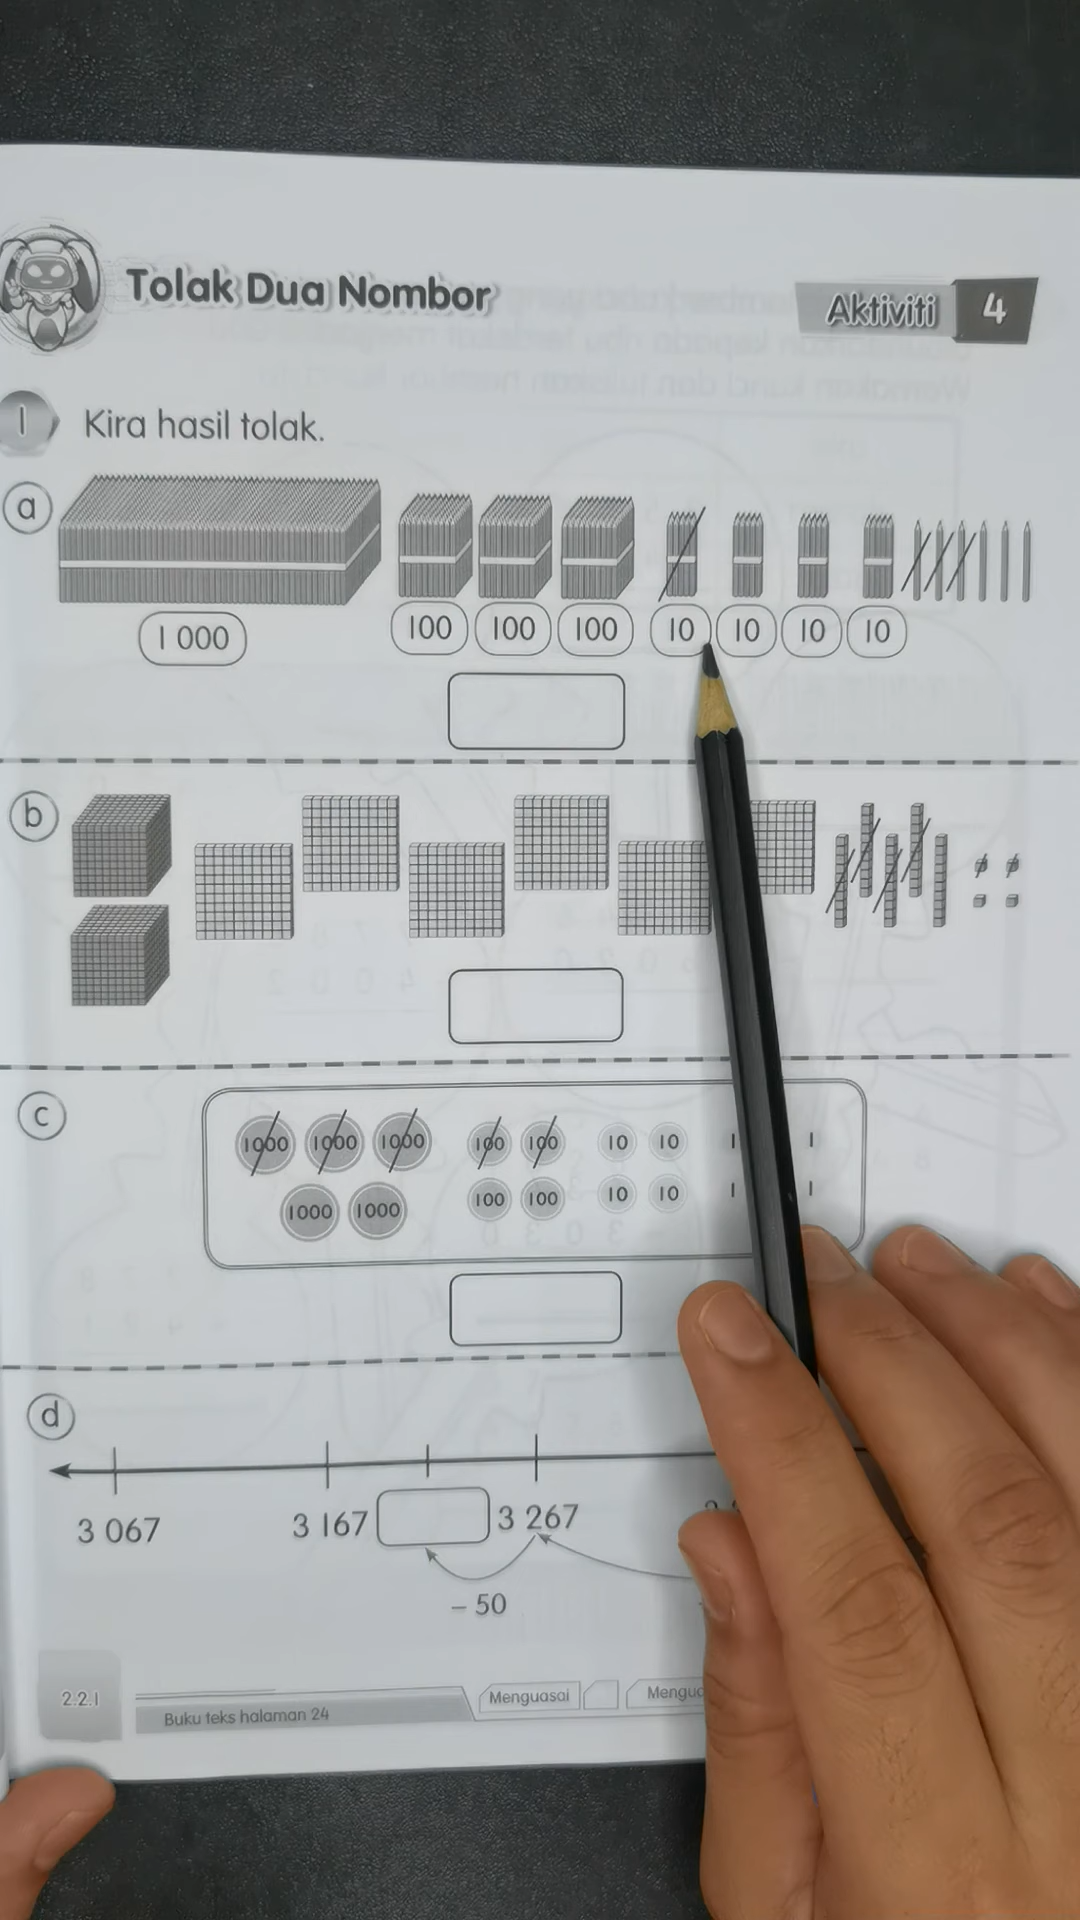 Tolak Dua Nombor
Aktiviti 4
1 Kira hasil tolak.
a
1 000 100 100 100 10 10 10 10
b
c
1000 1000 1000 100 100 10 10 1 1
1000 1000 100 100 10 10 1 1
d
3 067 3 167 3 267
– 50
2.2.1
Buku teks halaman 24
Menguasai